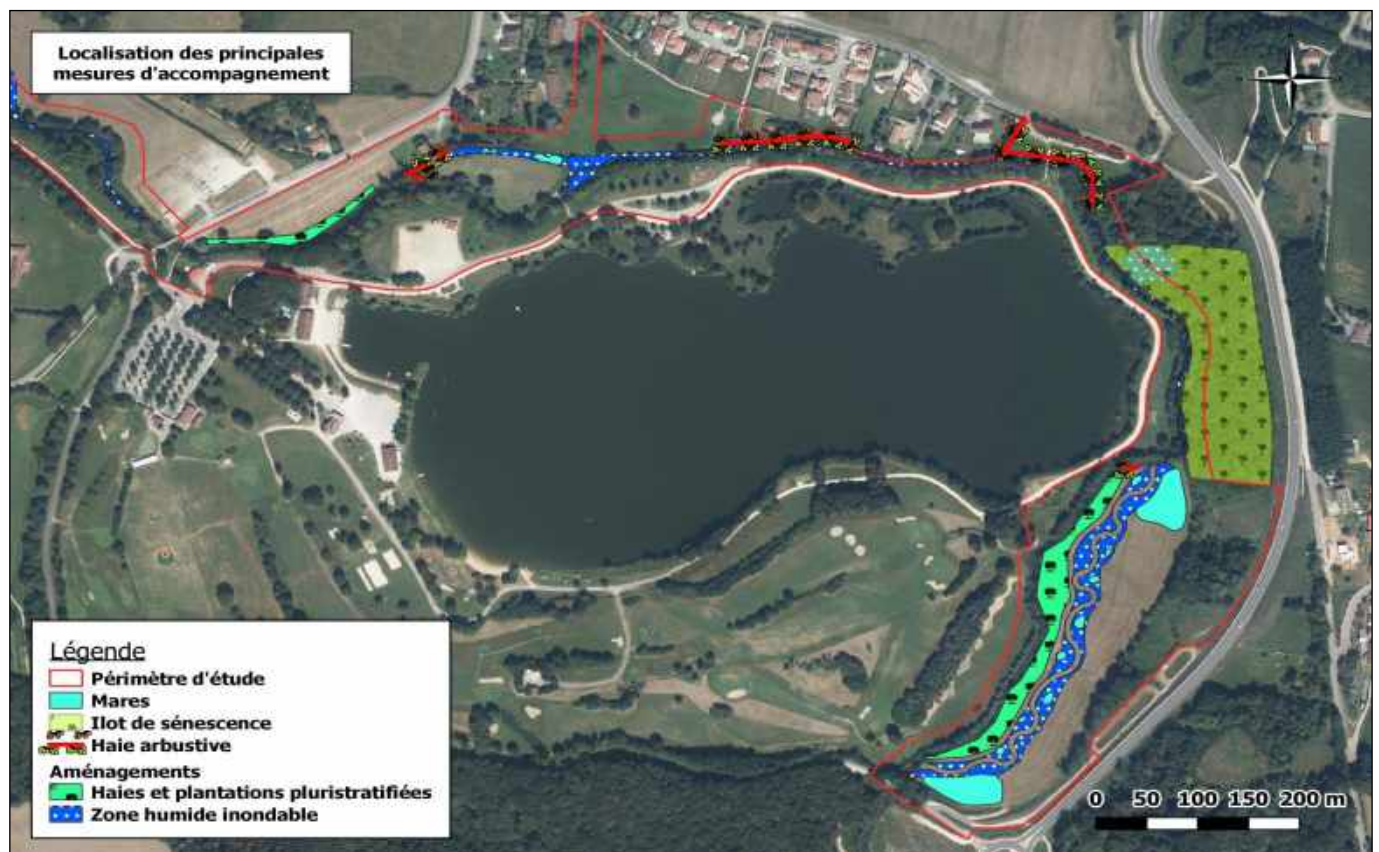 Localisation des principales
mesures d'accompagnement
Légende
Périmètre d'étude
Mares
Ilot de sénescence
Haie arbustive
Aménagements
Haies et plantations pluristratifiées
Zone humide inondable
0 50 100 150 200 m